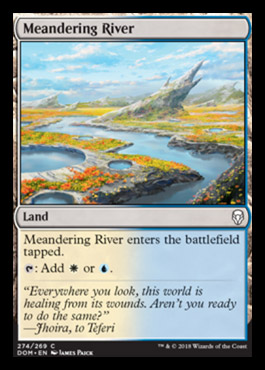 Meandering River
Land
Meandering River enters the battlefield
tapped.
: Add or .
“Everywhere you look, this world is
healing from its wounds. Aren’t you ready
to do the same?”
—Jhoira, to Teferi
274/269 C
DOM • EN James Paick
™ & © 2018 Wizards of the Coast